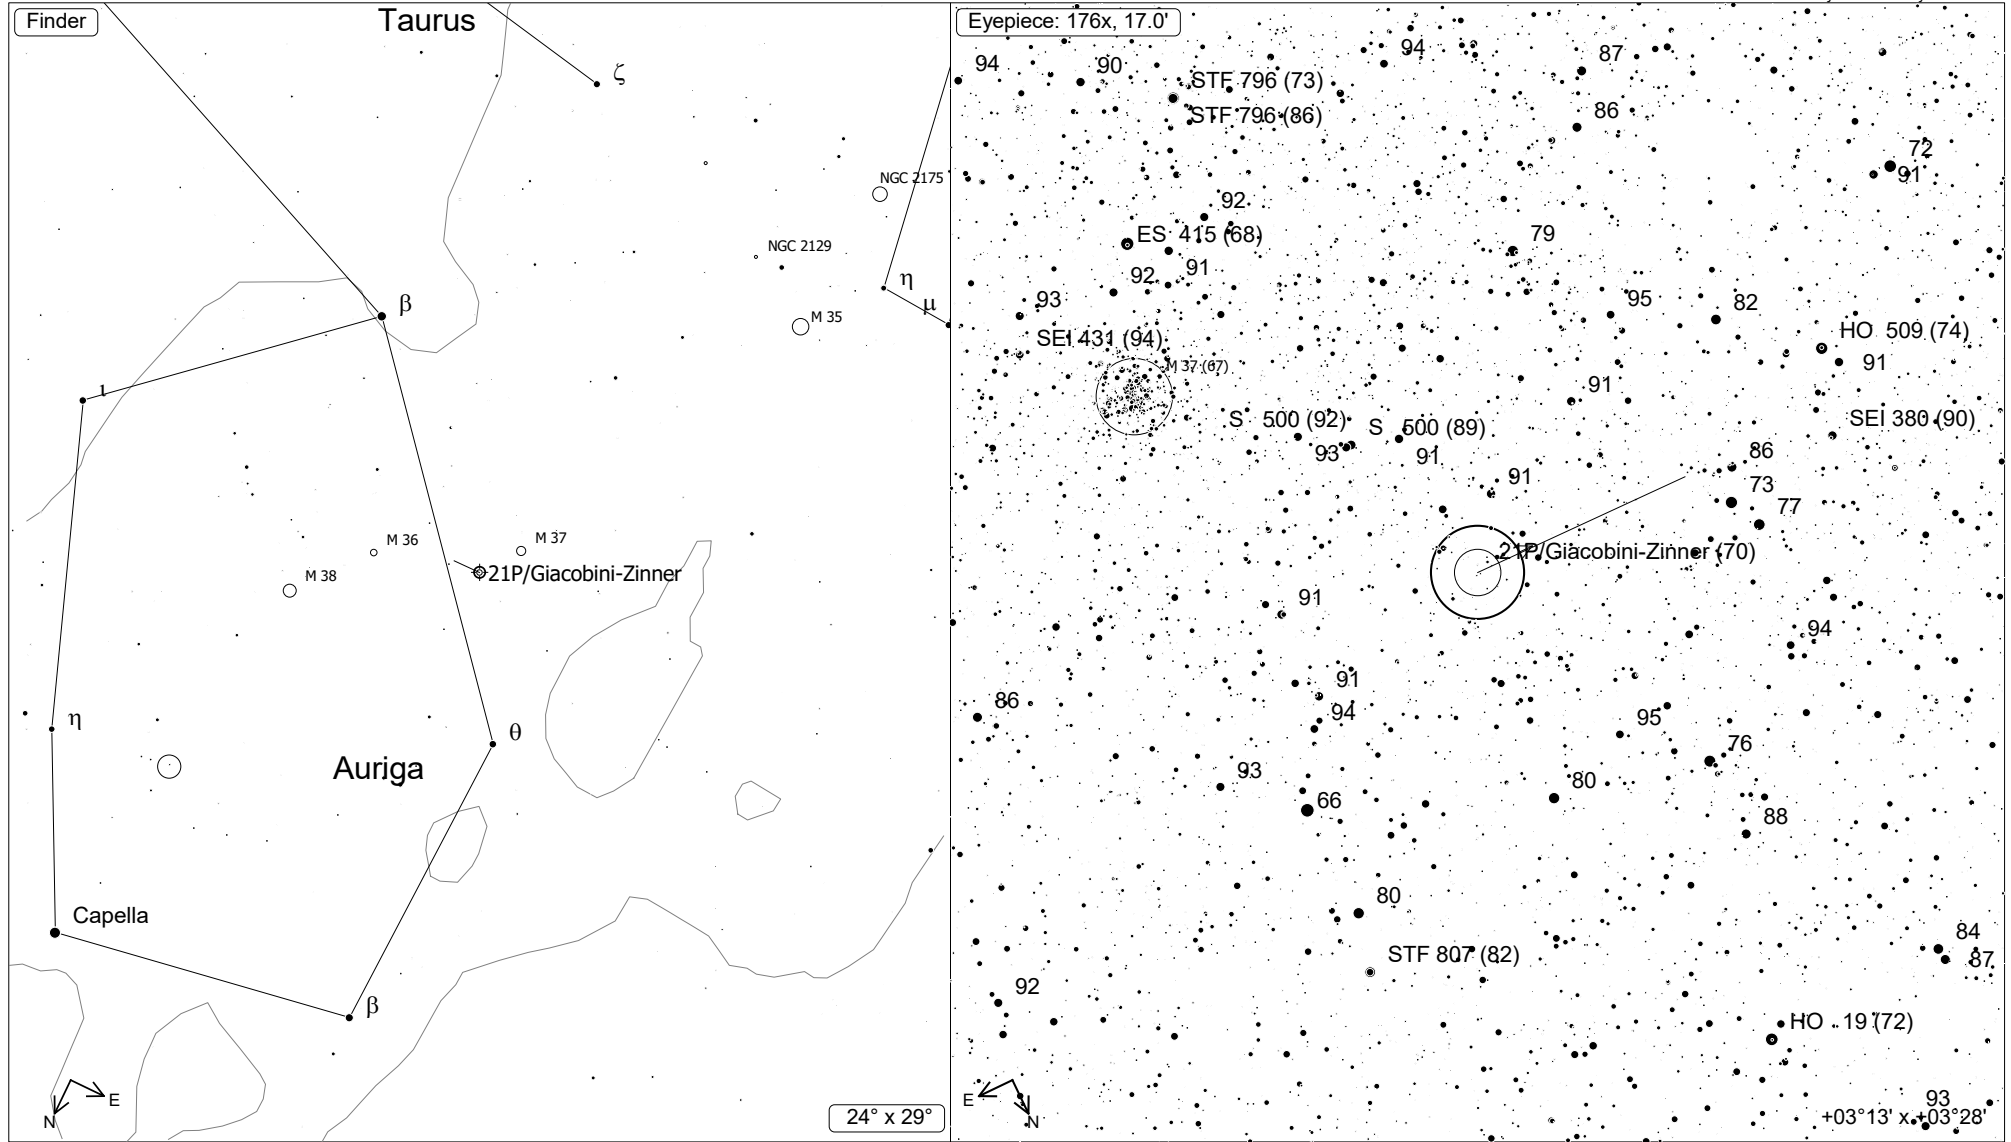 Finder
Taurus
ζ
NGC 2175
NGC 2129
η
μ
M 35
β
ι
M 36
M 37
21P/Giacobini-Zinner
M 38
η
θ
Auriga
Capella
β
N
E
24° x 29°
Eyepiece: 176x, 17.0'
94
90
94
87
STF 796 (73)
STF 796 (86)
86
72
91
92
ES 415 (68)
79
92
91
93
95
82
HO 509 (74)
SEI 431 (94)
91
M 37 (67)
91
S 500 (92)
S 500 (89)
SEI 380 (90)
93
91
86
91
73
77
21P/Giacobini-Zinner (70)
91
94
91
86
94
95
76
93
80
66
88
80
84
STF 807 (82)
87
92
HO 19 (72)
E
N
93
+03°13' x +03°28'